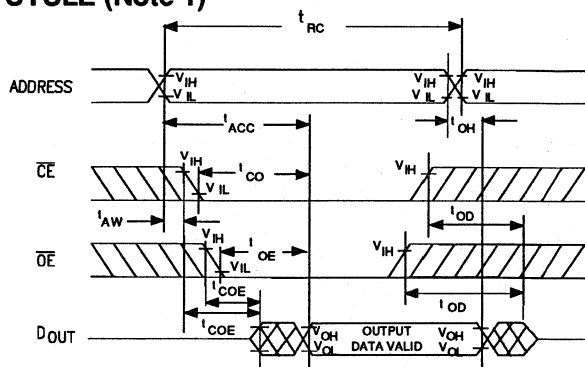 CYCLE (Note 1)
tRC
ADDRESS
VIH
VIL
VIH
VIL
VIH
VIL
tACC
tOH
CE
VIH
VIL
tCO
VIH
tOD
tAW
OE
VIH
VIL
tOE
VIH
tOD
tCOE
tCOE
DOUT
VOH
VOL
OUTPUT
DATA VALID
VOH
VOL